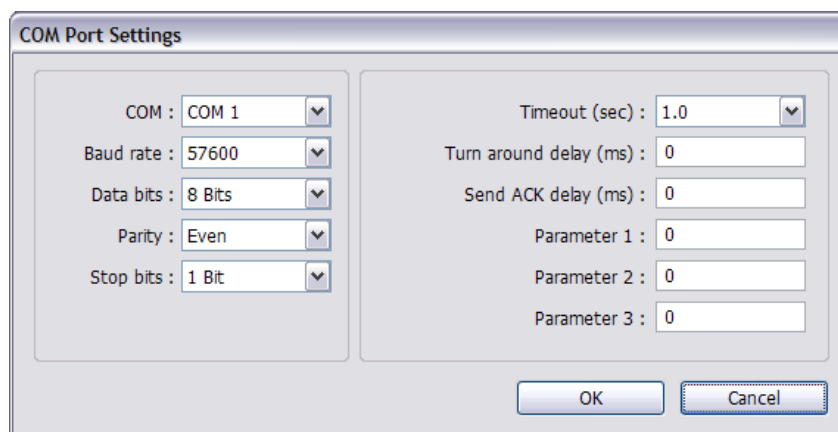 COM Port Settings
COM : COM 1
Baud rate : 57600
Data bits : 8 Bits
Parity : Even
Stop bits : 1 Bit
Timeout (sec) : 1.0
Turn around delay (ms) : 0
Send ACK delay (ms) : 0
Parameter 1 : 0
Parameter 2 : 0
Parameter 3 : 0
OK
Cancel